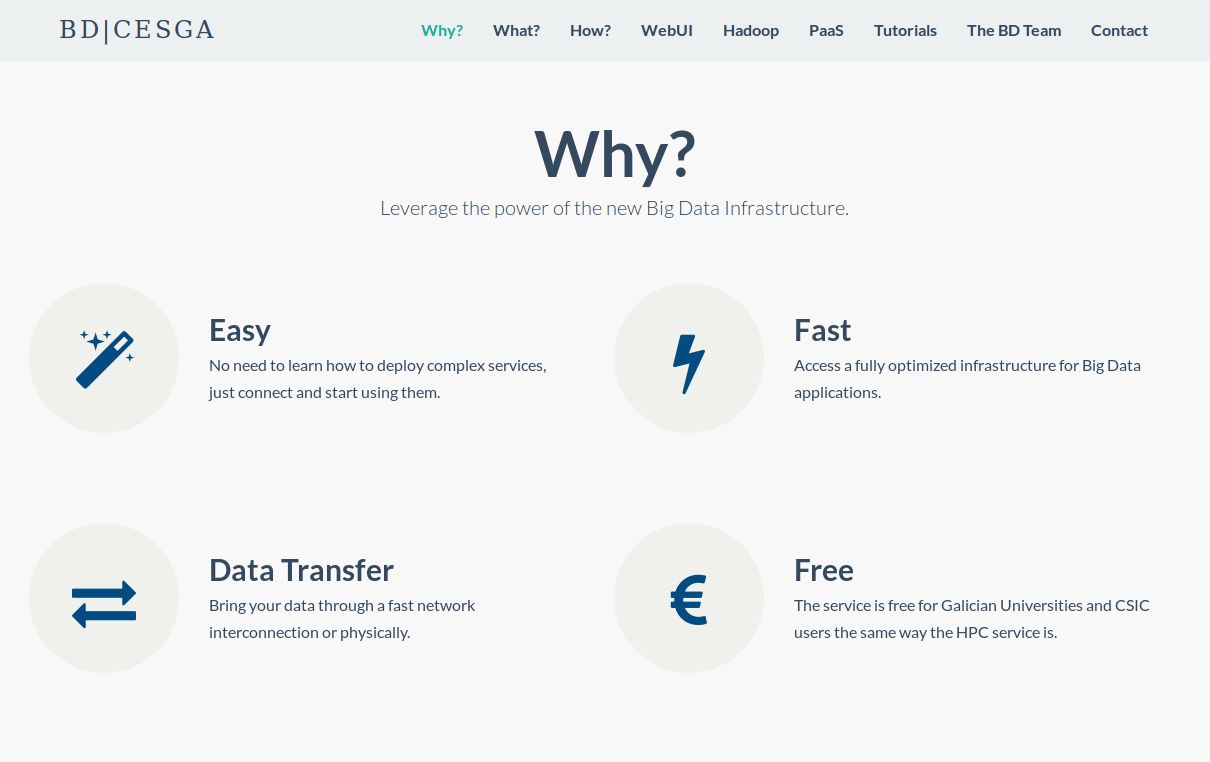 BD|CESGA
Why? What? How? WebUI Hadoop PaaS Tutorials The BD Team Contact
Why?
Leverage the power of the new Big Data Infrastructure.
Easy
No need to learn how to deploy complex services,
just connect and start using them.
Fast
Access a fully optimized infrastructure for Big Data
applications.
Data Transfer
Bring your data through a fast network
interconnection or physically.
Free
The service is free for Galician Universities and CSIC
users the same way the HPC service is.